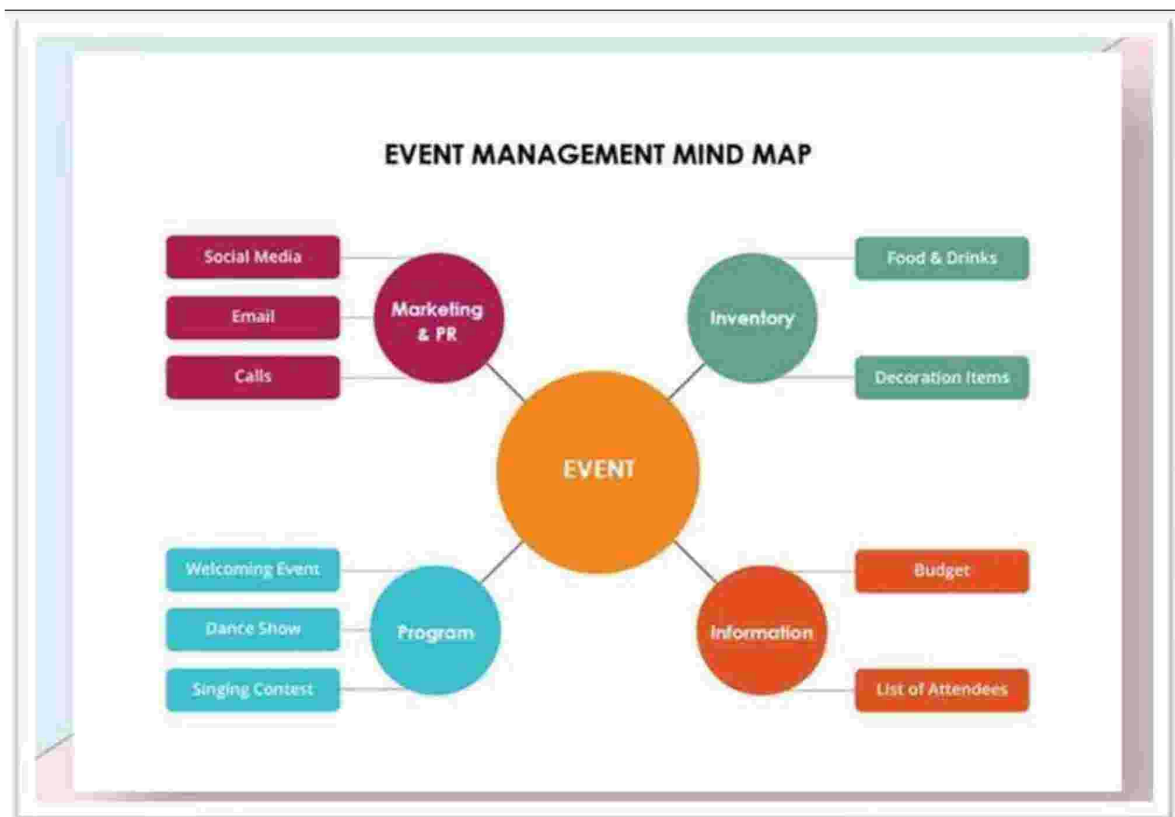 EVENT MANAGEMENT MIND MAP
Social Media
Email
Calls
Marketing
& PR
Inventory
Food & Drinks
Decoration Items
EVENT
Welcoming Event
Dance Show
Singing Contest
Program
Information
Budget
List of Attendees